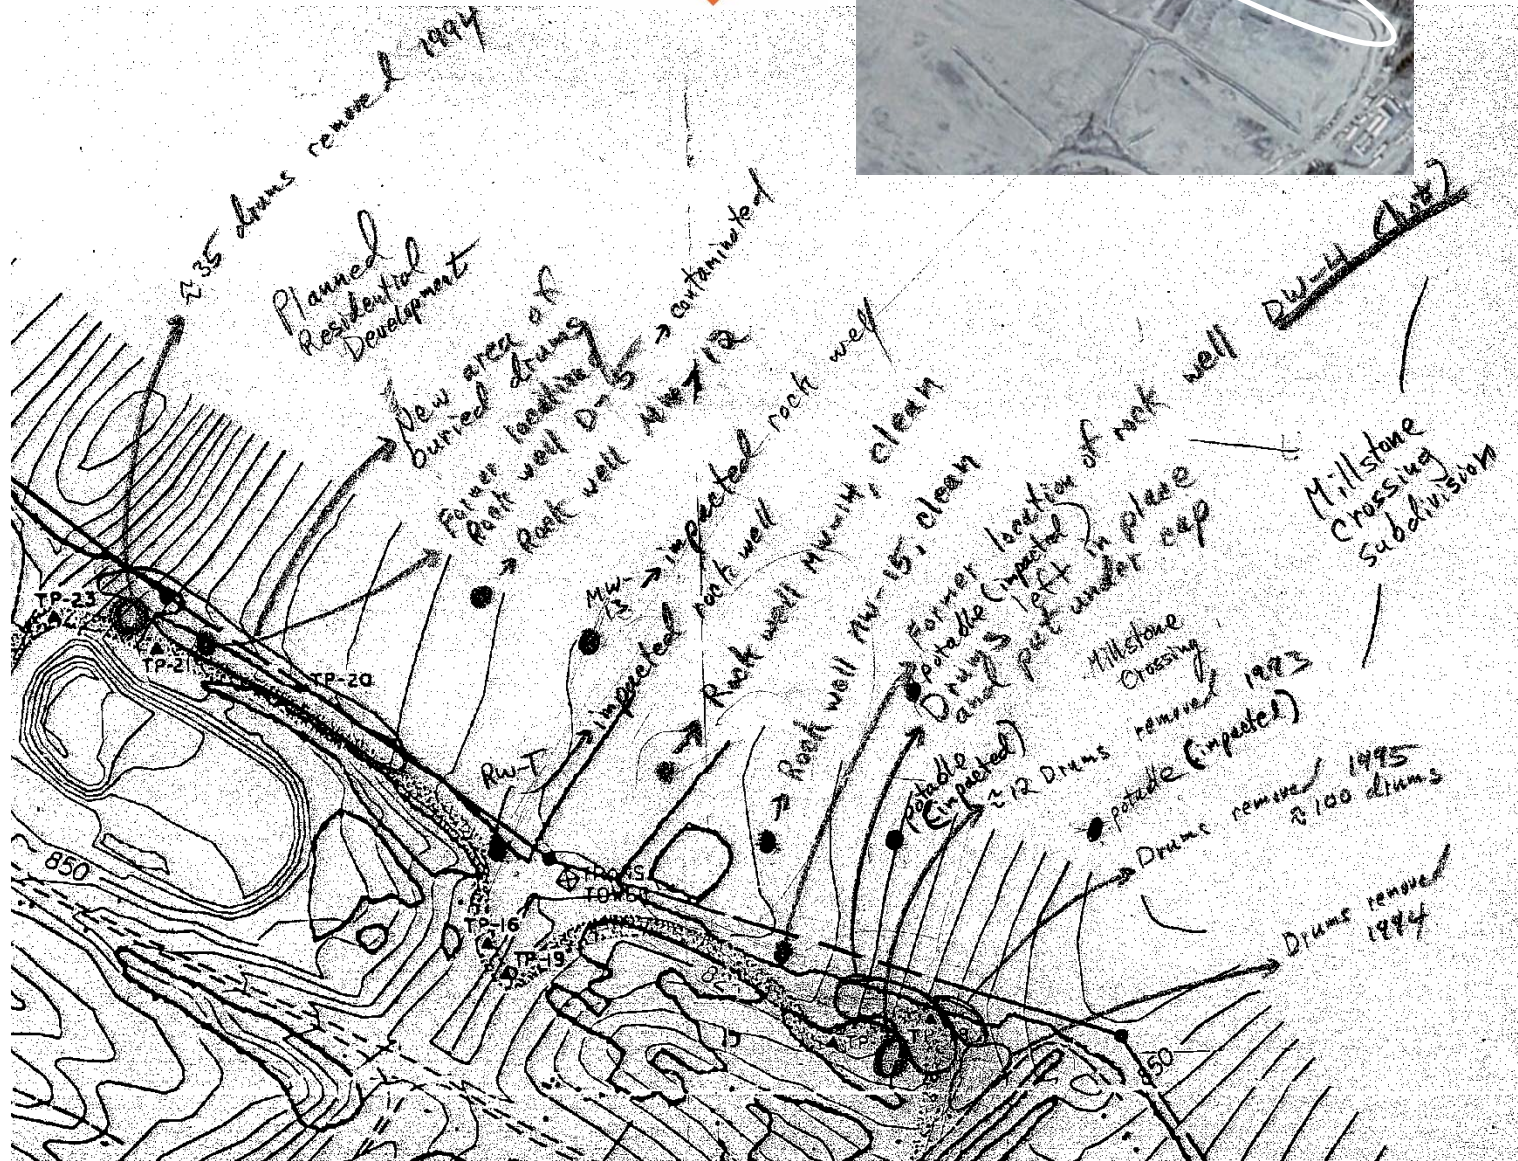 ≈ 35 drums removed 1994
Planned
Residential
Development
New area of
buried drums
Former location
Rock well D-5 → contaminated
→ Rock well MW-12
MW-13 → impacted rock well
RW-T
impacted rock well
Rock well MW-14, clean
Rock well MW-15, clean
Former location of rock well DW-4 (hot)
potable (impacted)
Drums left in place
and put under cap
Millstone
Crossing
Subdivision
Millstone
Crossing
potable
(impacted)
≈ 12 Drums removed 1993
potable (impacted)
Drums removed 1995
≈ 100 drums
Drums removed
1994
TP-23
TP-21
TP-20
TRANS
TOWER
TP-16
TP-19
850
850